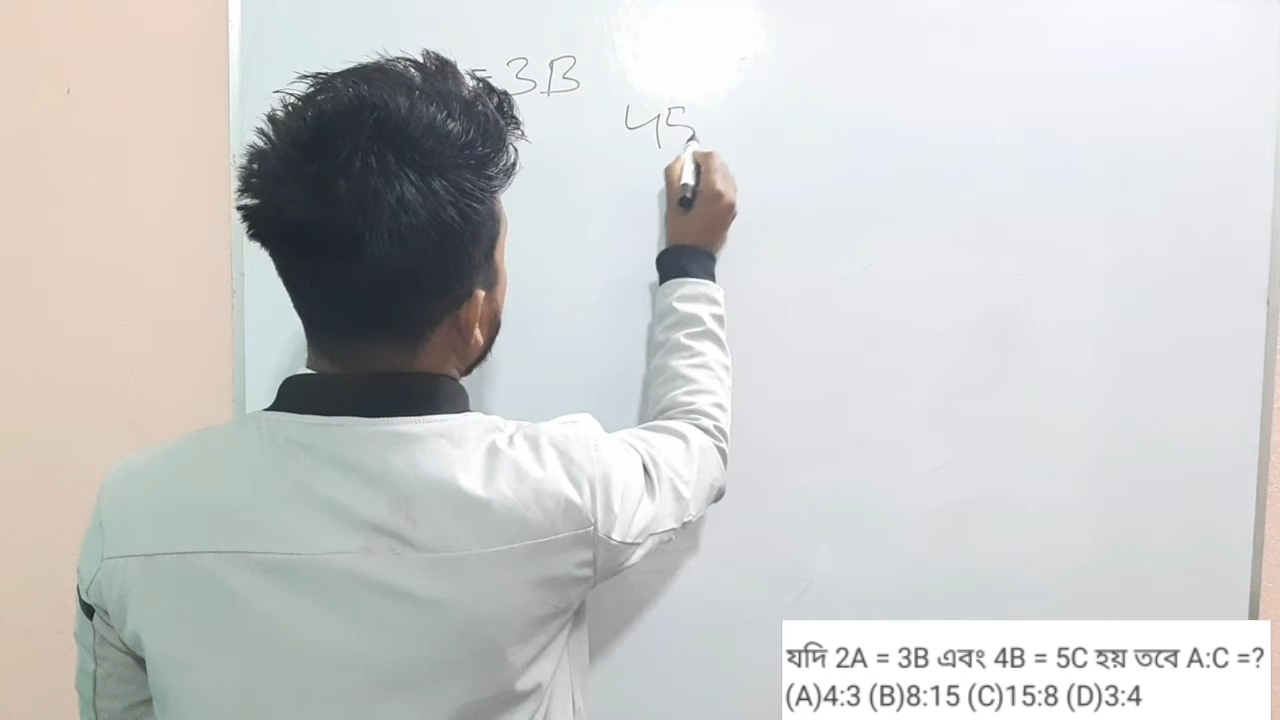 =3B
45
যদি 2A = 3B এবং 4B = 5C হয় তবে A:C =?
(A)4:3 (B)8:15 (C)15:8 (D)3:4